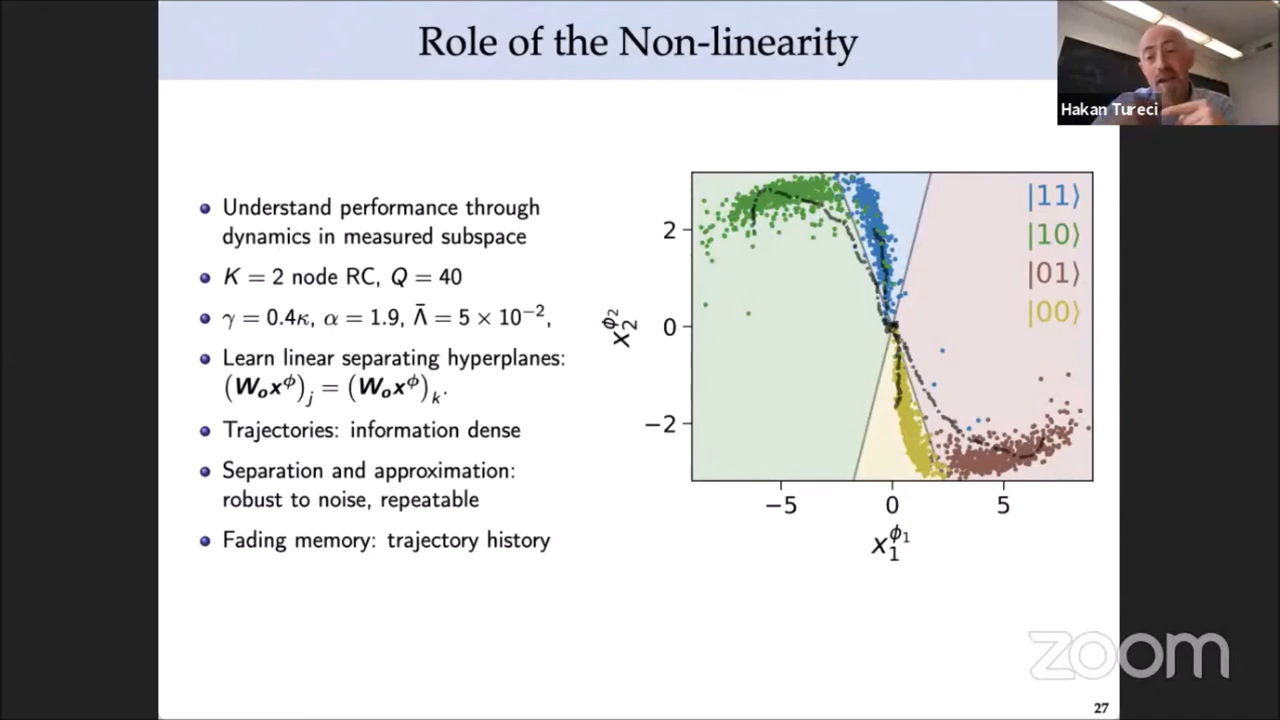 Role of the Non-linearity
Hakan Tureci
Understand performance through
dynamics in measured subspace
K = 2 node RC, Q = 40
γ = 0.4κ, α = 1.9, Λ̄ = 5 × 10⁻²,
Learn linear separating hyperplanes:
(Wₒx^ϕ)ⱼ = (Wₒx^ϕ)ₖ.
Trajectories: information dense
Separation and approximation:
robust to noise, repeatable
Fading memory: trajectory history
|11⟩
|10⟩
|01⟩
|00⟩
2
0
−2
x₂^ϕ₂
−5 0 5
x₁^ϕ₁
zoom
27